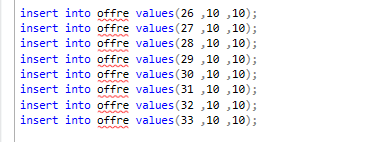 insert into offre values(26 ,10 ,10);
insert into offre values(27 ,10 ,10);
insert into offre values(28 ,10 ,10);
insert into offre values(29 ,10 ,10);
insert into offre values(30 ,10 ,10);
insert into offre values(31 ,10 ,10);
insert into offre values(32 ,10 ,10);
insert into offre values(33 ,10 ,10);